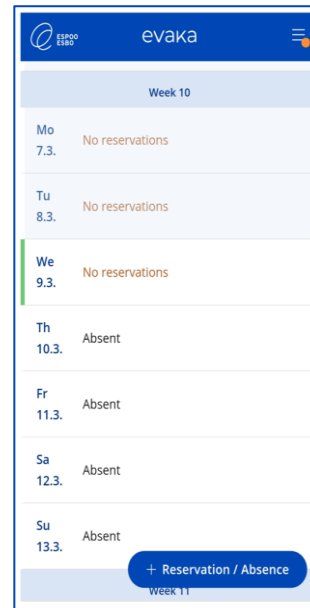 ESPOO
ESBO
evaka
Week 10
Mo
7.3.
No reservations
Tu
8.3.
No reservations
We
9.3.
No reservations
Th
10.3.
Absent
Fr
11.3.
Absent
Sa
12.3.
Absent
Su
13.3.
Absent
+ Reservation / Absence
Week 11